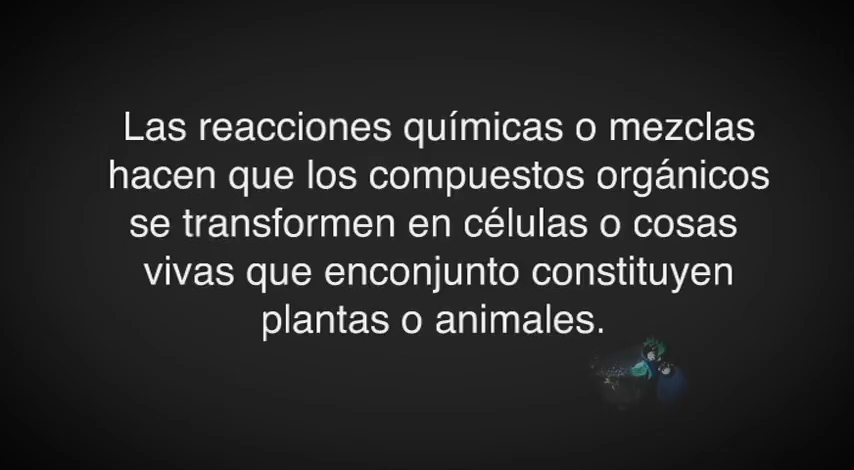 Las reacciones químicas o mezclas
hacen que los compuestos orgánicos
se transformen en células o cosas
vivas que enconjunto constituyen
plantas o animales.